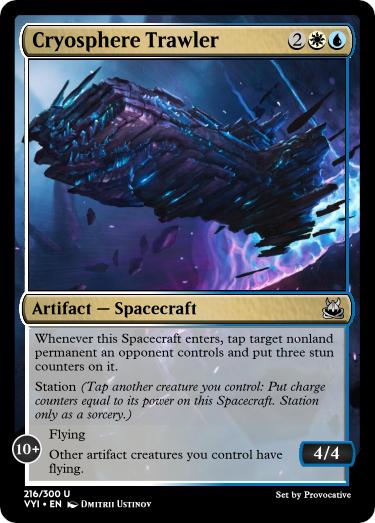 Cryosphere Trawler 2
Artifact — Spacecraft
Whenever this Spacecraft enters, tap target nonland
permanent an opponent controls and put three stun
counters on it.
Station (Tap another creature you control: Put charge
counters equal to its power on this Spacecraft. Station
only as a sorcery.)
10+
Flying
Other artifact creatures you control have
flying.
4/4
216/300 U
VYI • EN Dmitrii Ustinov
Set by Provocative